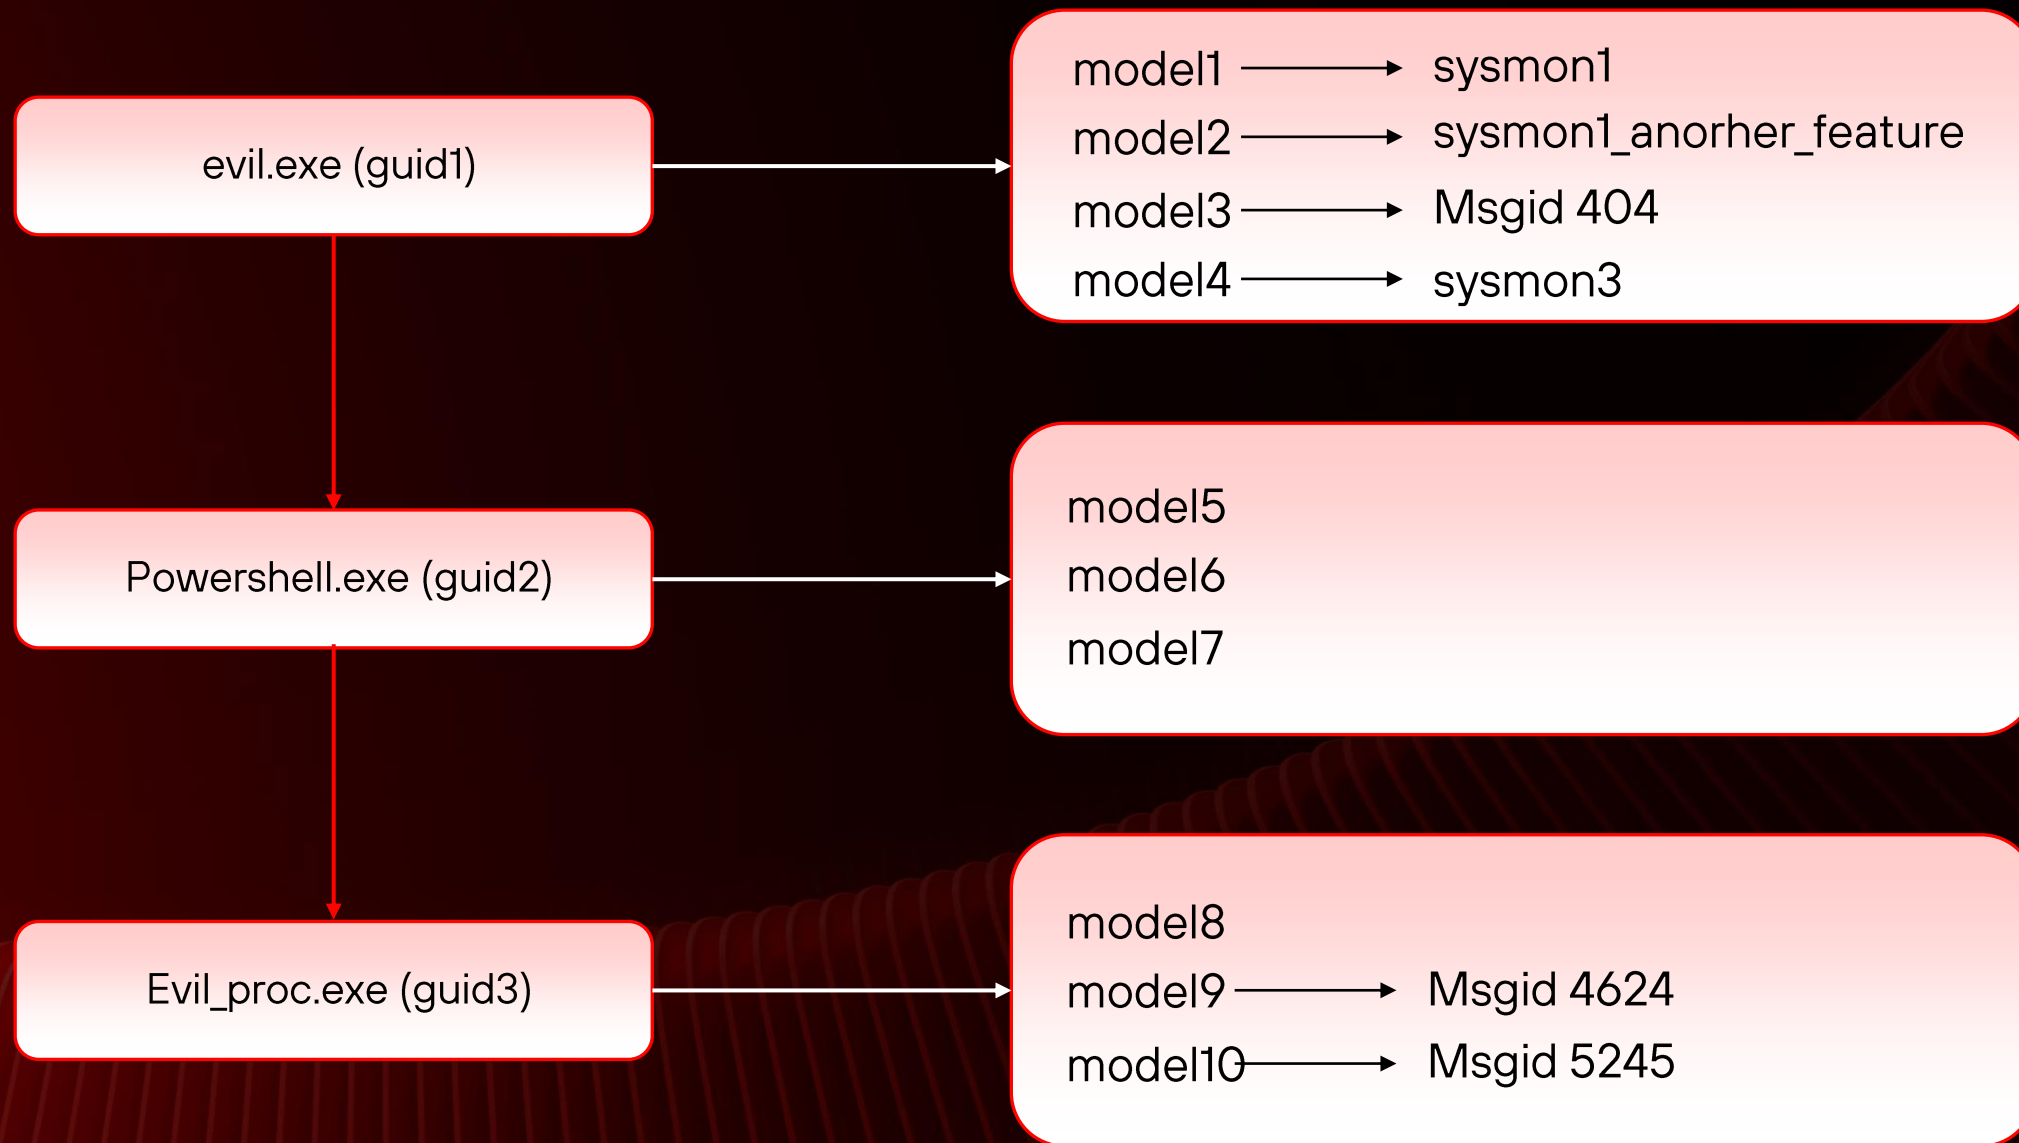 evil.exe (guid1)
model1 sysmon1
model2 sysmon1_anorher_feature
model3 Msgid 404
model4 sysmon3
Powershell.exe (guid2)
model5
model6
model7
Evil_proc.exe (guid3)
model8
model9 Msgid 4624
model10 Msgid 5245